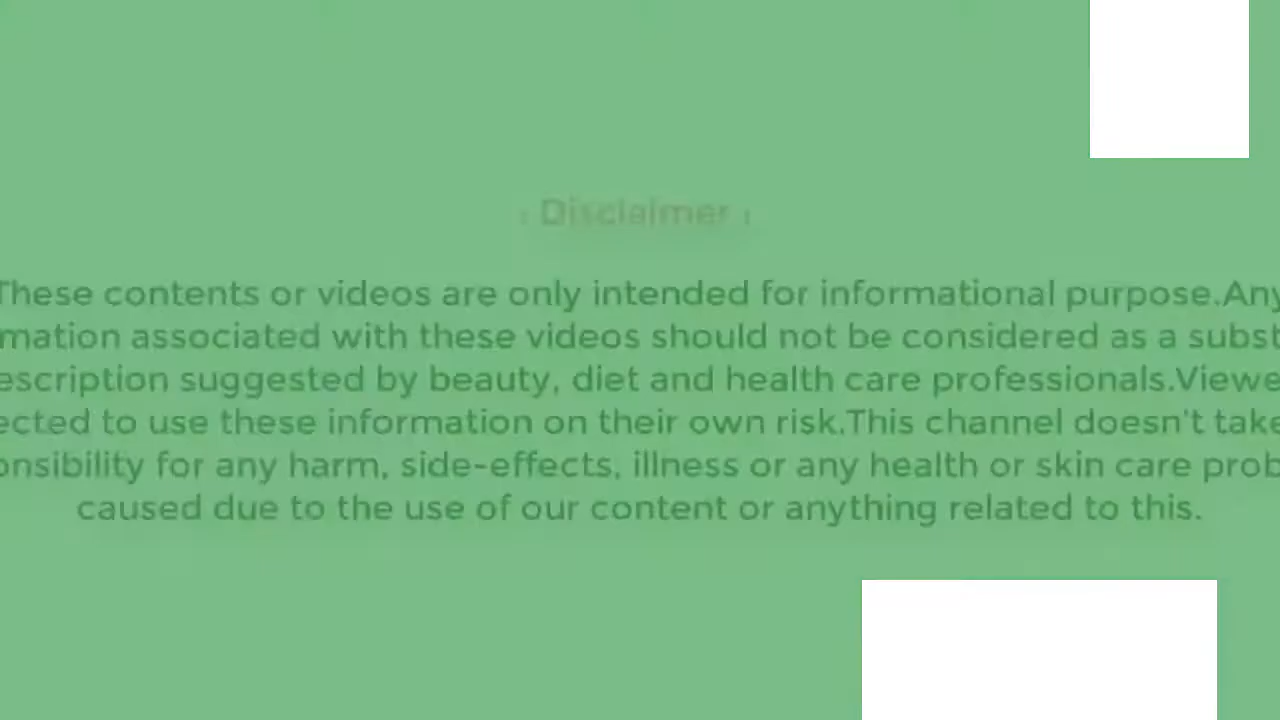 : Disclaimer :
These contents or videos are only intended for informational purpose.Any
mation associated with these videos should not be considered as a subst
escription suggested by beauty, diet and health care professionals.Viewe
ected to use these information on their own risk.This channel doesn't take
onsibility for any harm, side-effects, illness or any health or skin care prob
caused due to the use of our content or anything related to this.